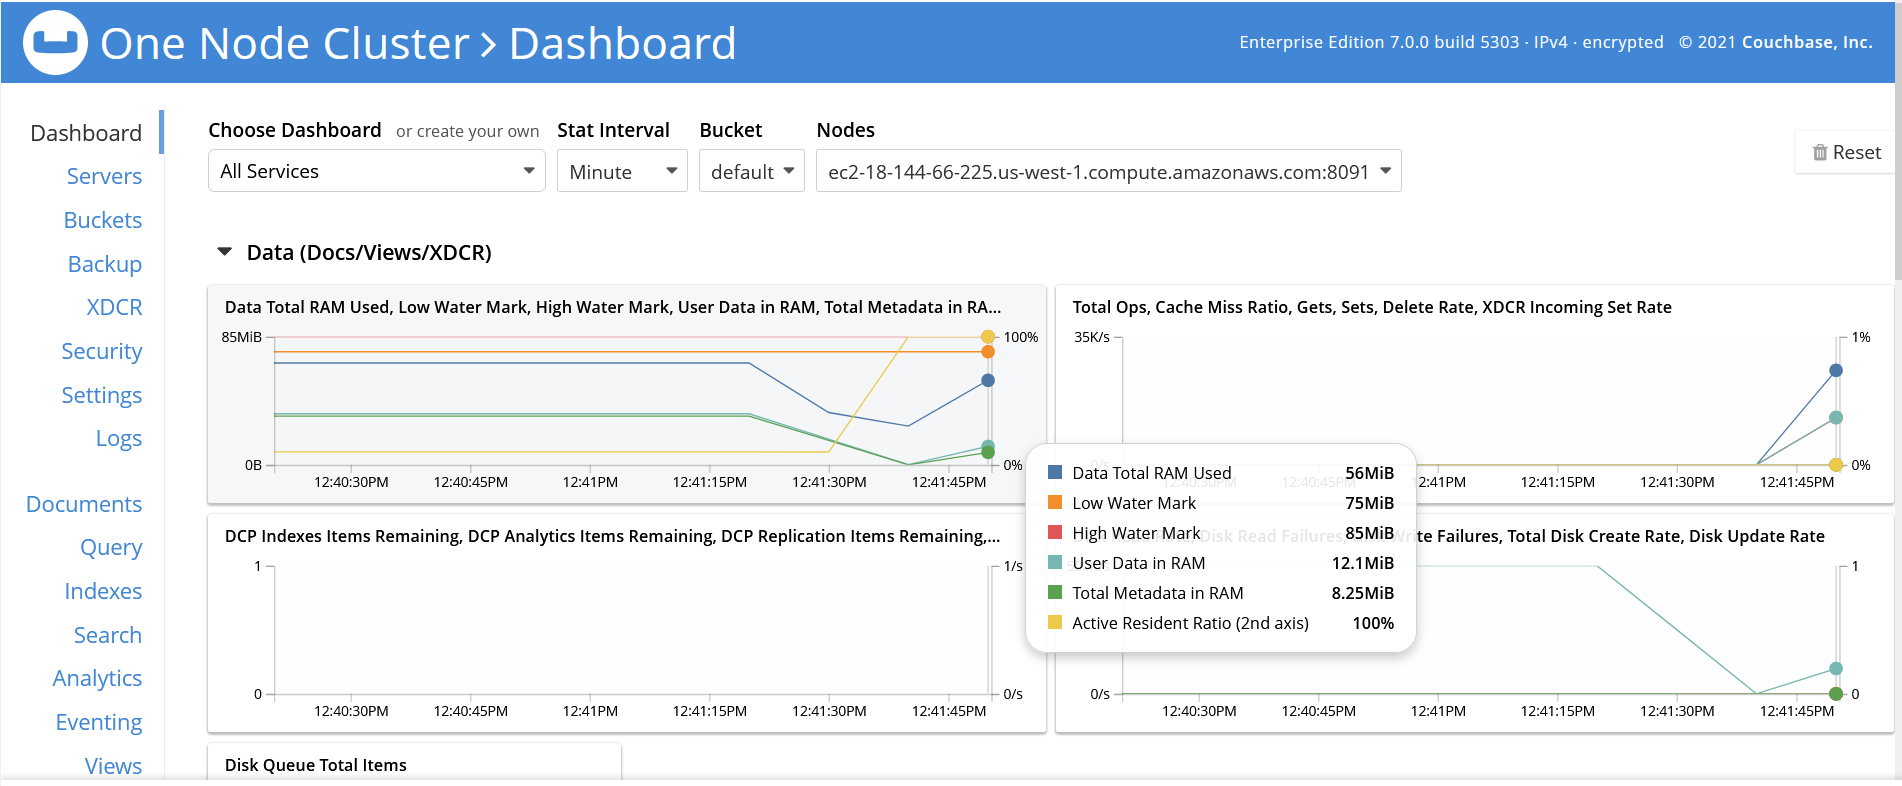 One Node Cluster > Dashboard
Enterprise Edition 7.0.0 build 5303 · IPv4 · encrypted © 2021 Couchbase, Inc.
Dashboard
Servers
Buckets
Backup
XDCR
Security
Settings
Logs
Documents
Query
Indexes
Search
Analytics
Eventing
Views
Choose Dashboard or create your own
All Services
Stat Interval
Minute
Bucket
default
Nodes
ec2-18-144-66-225.us-west-1.compute.amazonaws.com:8091
Reset
Data (Docs/Views/XDCR)
Data Total RAM Used, Low Water Mark, High Water Mark, User Data in RAM, Total Metadata in RA...
85MiB
100%
0B
0%
12:40:30PM 12:40:45PM 12:41PM 12:41:15PM 12:41:30PM 12:41:45PM
Total Ops, Cache Miss Ratio, Gets, Sets, Delete Rate, XDCR Incoming Set Rate
35K/s
1%
0/s
0%
12:40:30PM 12:40:45PM 12:41PM 12:41:15PM 12:41:30PM 12:41:45PM
Data Total RAM Used 56MiB
Low Water Mark 75MiB
High Water Mark 85MiB
User Data in RAM 12.1MiB
Total Metadata in RAM 8.25MiB
Active Resident Ratio (2nd axis) 100%
DCP Indexes Items Remaining, DCP Analytics Items Remaining, DCP Replication Items Remaining,...
1
1/s
0
0/s
12:40:30PM 12:40:45PM 12:41PM 12:41:15PM 12:41:30PM 12:41:45PM
Disk Read Failures, Write Failures, Total Disk Create Rate, Disk Update Rate
1
0/s
0
12:40:30PM 12:40:45PM 12:41PM 12:41:15PM 12:41:30PM 12:41:45PM
Disk Queue Total Items